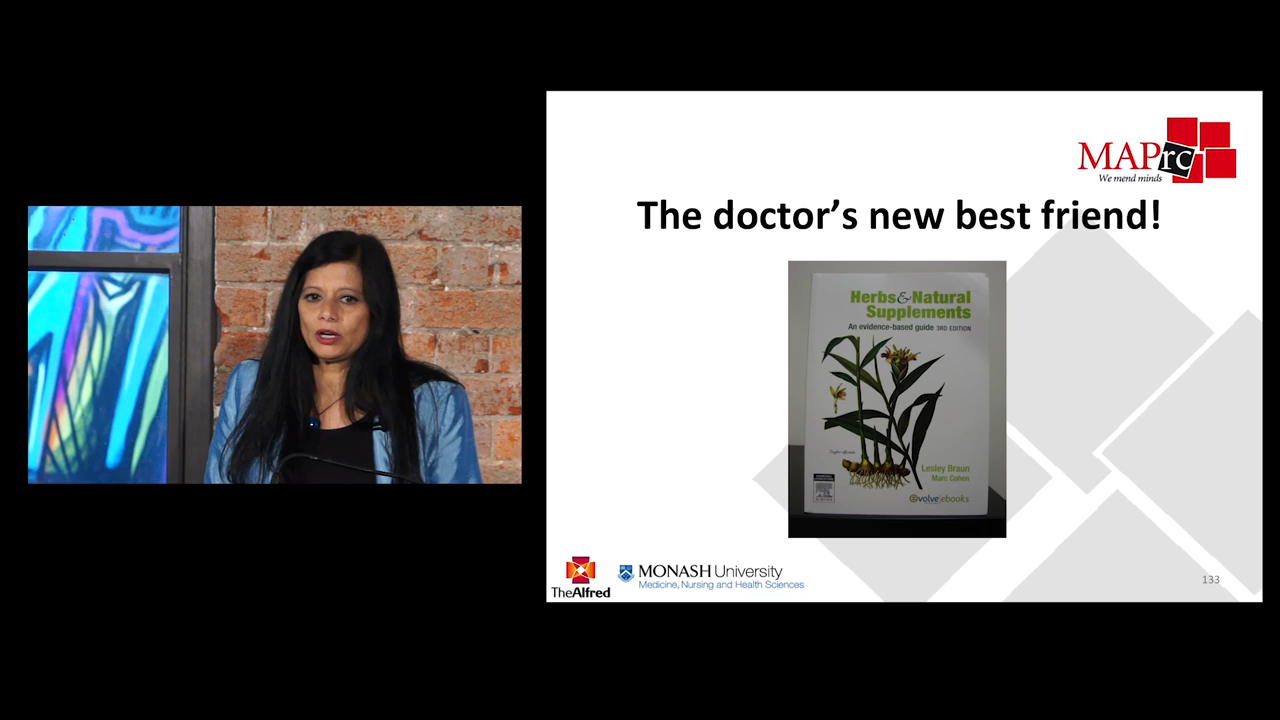 MAPrc
We mend minds
The doctor's new best friend!
Herbs & Natural
Supplements
An evidence-based guide 3RD EDITION
Lesley Braun
Marc Cohen
evolve ebooks
TheAlfred
MONASH University
Medicine, Nursing and Health Sciences
133